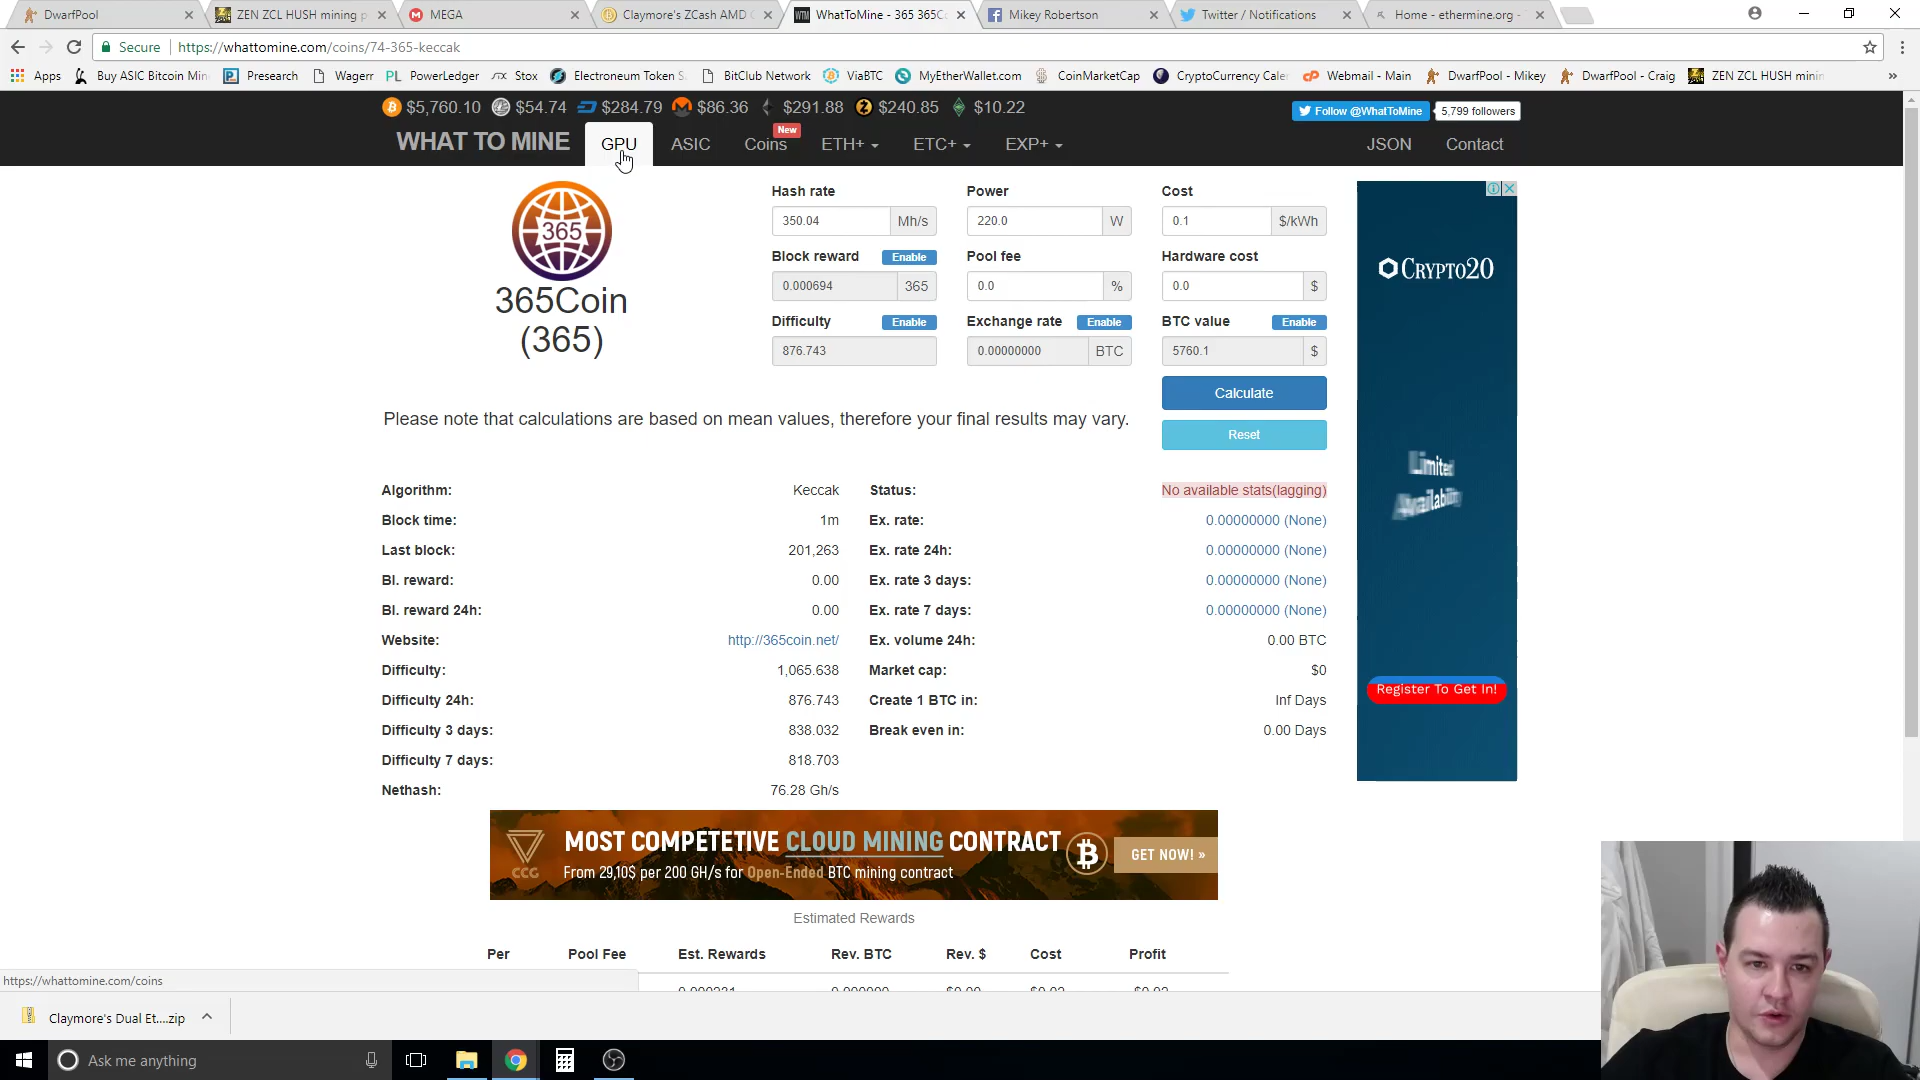 DwarfPool
ZEN ZCL HUSH mining p
MEGA
Claymore's ZCash AMD
WhatToMine - 365 365C
Mikey Robertson
Twitter / Notifications
Home - ethermine.org -
Secure
https://whattomine.com/coins/74-365-keccak
Apps
Buy ASIC Bitcoin Min
Presearch
Wagerr
PL PowerLedger
Stox
Electroneum Token S
BitClub Network
ViaBTC
MyEtherWallet.com
CoinMarketCap
CryptoCurrency Cale
Webmail - Main
DwarfPool - Mikey
DwarfPool - Craig
ZEN ZCL HUSH minin
»
$5,760.10 $54.74 $284.79 $86.36 $291.88 $240.85 $10.22
Follow @WhatToMine
5,799 followers
WHAT TO MINE
GPU
ASIC
Coins
New
ETH+
ETC+
EXP+
JSON
Contact
365
365Coin
(365)
Hash rate
350.04 Mh/s
Power
220.0 W
Cost
0.1 $/kWh
Block reward Enable
0.000694 365
Pool fee
0.0 %
Hardware cost
0.0 $
Difficulty Enable
876.743
Exchange rate Enable
0.00000000 BTC
BTC value Enable
5760.1 $
Calculate
Reset
Please note that calculations are based on mean values, therefore your final results may vary.
Algorithm: Keccak
Block time: 1m
Last block: 201,263
Bl. reward: 0.00
Bl. reward 24h: 0.00
Website: http://365coin.net/
Difficulty: 1,065.638
Difficulty 24h: 876.743
Difficulty 3 days: 838.032
Difficulty 7 days: 818.703
Nethash: 76.28 Gh/s
Status: No available stats(lagging)
Ex. rate: 0.00000000 (None)
Ex. rate 24h: 0.00000000 (None)
Ex. rate 3 days: 0.00000000 (None)
Ex. rate 7 days: 0.00000000 (None)
Ex. volume 24h: 0.00 BTC
Market cap: $0
Create 1 BTC in: Inf Days
Break even in: 0.00 Days
CRYPTO20
Limited
Availability
Register To Get In!
CCG
MOST COMPETETIVE CLOUD MINING CONTRACT
From 29,10$ per 200 GH/s for Open-Ended BTC mining contract
GET NOW! »
Estimated Rewards
Per Pool Fee Est. Rewards Rev. BTC Rev. $ Cost Profit
https://whattomine.com/coins
Claymore's Dual Et....zip
Ask me anything